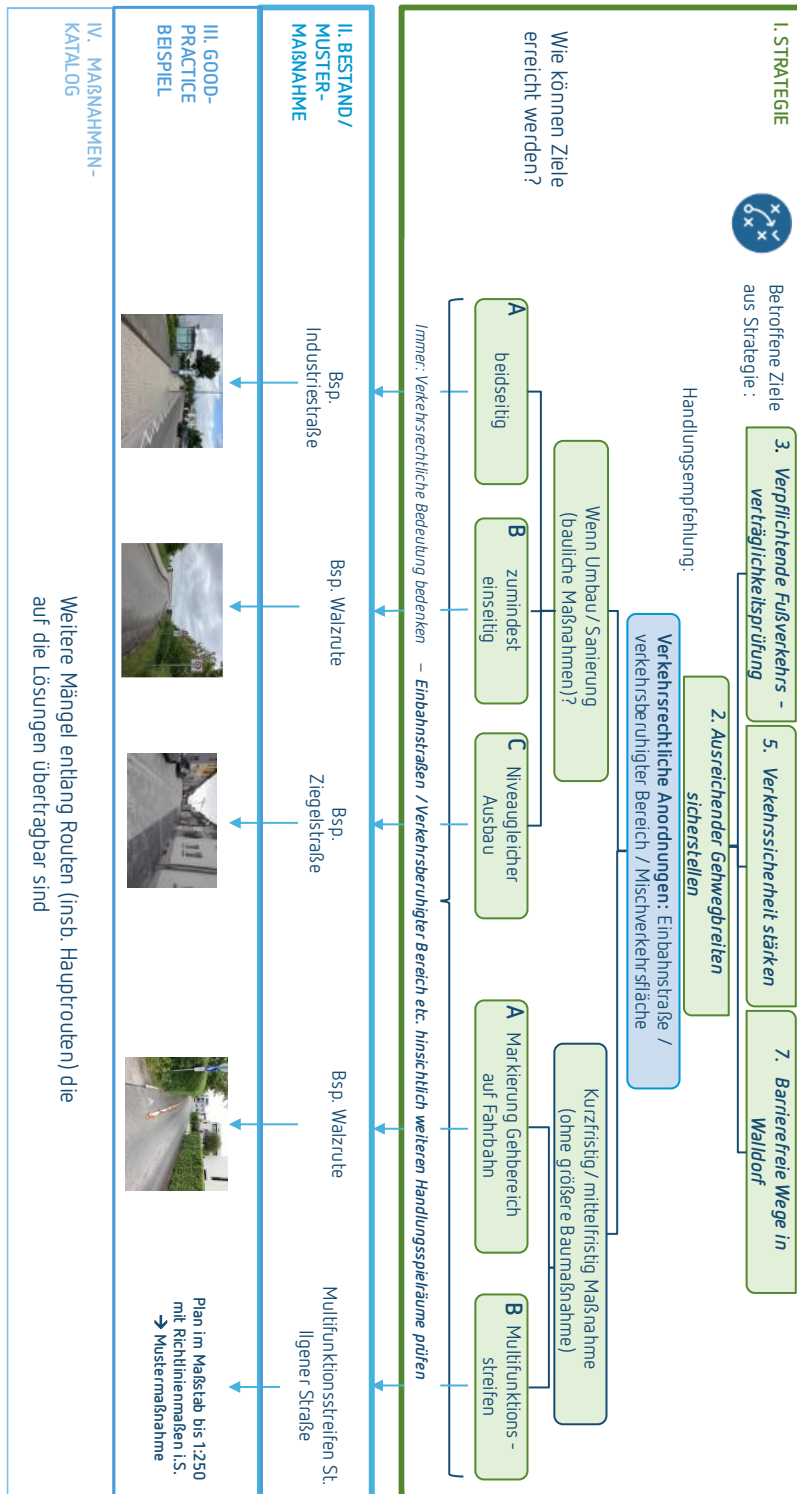 I. STRATEGIE
Betroffene Ziele
aus Strategie :
3. Verpflichtende Fußverkehrs -
verträglichkeitsprüfung
5. Verkehrssicherheit stärken
7. Barrierefreie Wege in
Walldorf
2. Ausreichender Gehwegbreiten
sicherstellen
Handlungsempfehlung:
Verkehrsrechtliche Anordnungen: Einbahnstraße /
verkehrsberuhigter Bereich / Mischverkehrsfläche
Wie können Ziele
erreicht werden?
Wenn Umbau / Sanierung
(bauliche Maßnahmen)?
Kurzfristig / mittelfristig Maßnahme
(ohne größere Baumaßnahme)
A beidseitig
B zumindest
einseitig
C Niveaugleicher
Ausbau
A Markierung Gehbereich
auf Fahrbahn
B Multifunktions -
streifen
Immer: Verkehrsrechtliche Bedeutung bedenken – Einbahnstraßen / Verkehrsberuhigter Bereich etc. hinsichtlich weiteren Handlungsspielräume prüfen
II. BESTAND /
MUSTER-
MAßNAHME
Bsp.
Industriestraße
Bsp. Walzrute
Bsp.
Ziegelstraße
Bsp. Walzrute
Multifunktionsstreifen St.
Ilgener Straße
III. GOOD-
PRACTICE
BEISPIEL
Plan im Maßstab bis 1:250
mit Richtlinienmaßen i.S.
→ Mustermaßnahme
IV. MAßNAHMEN-
KATALOG
Weitere Mängel entlang Routen (insb. Hauptrouten) die
auf die Lösungen übertragbar sind